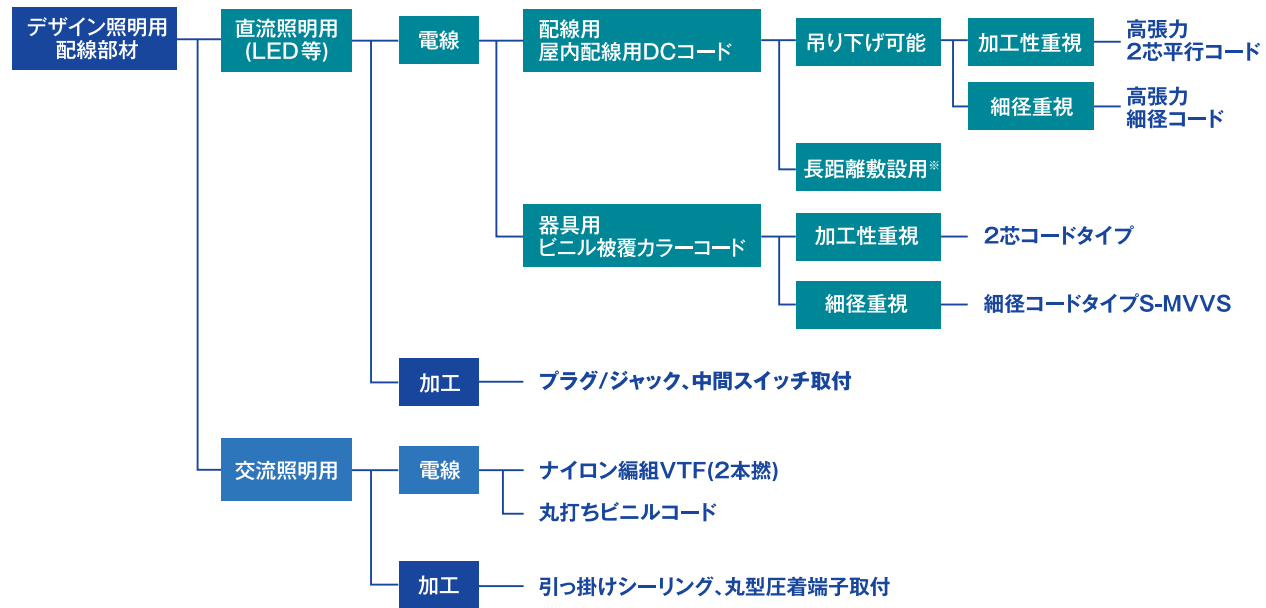 デザイン照明用
配線部材
直流照明用
(LED等)
電線
配線用
屋内配線用DCコード
吊り下げ可能
加工性重視
高張力
2芯平行コード
細径重視
高張力
細径コード
長距離敷設用※
器具用
ビニル被覆カラーコード
加工性重視
2芯コードタイプ
細径重視
細径コードタイプS-MVVS
加工
プラグ/ジャック、中間スイッチ取付
交流照明用
電線
ナイロン編組VTF(2本撚)
丸打ちビニルコード
加工
引っ掛けシーリング、丸型圧着端子取付